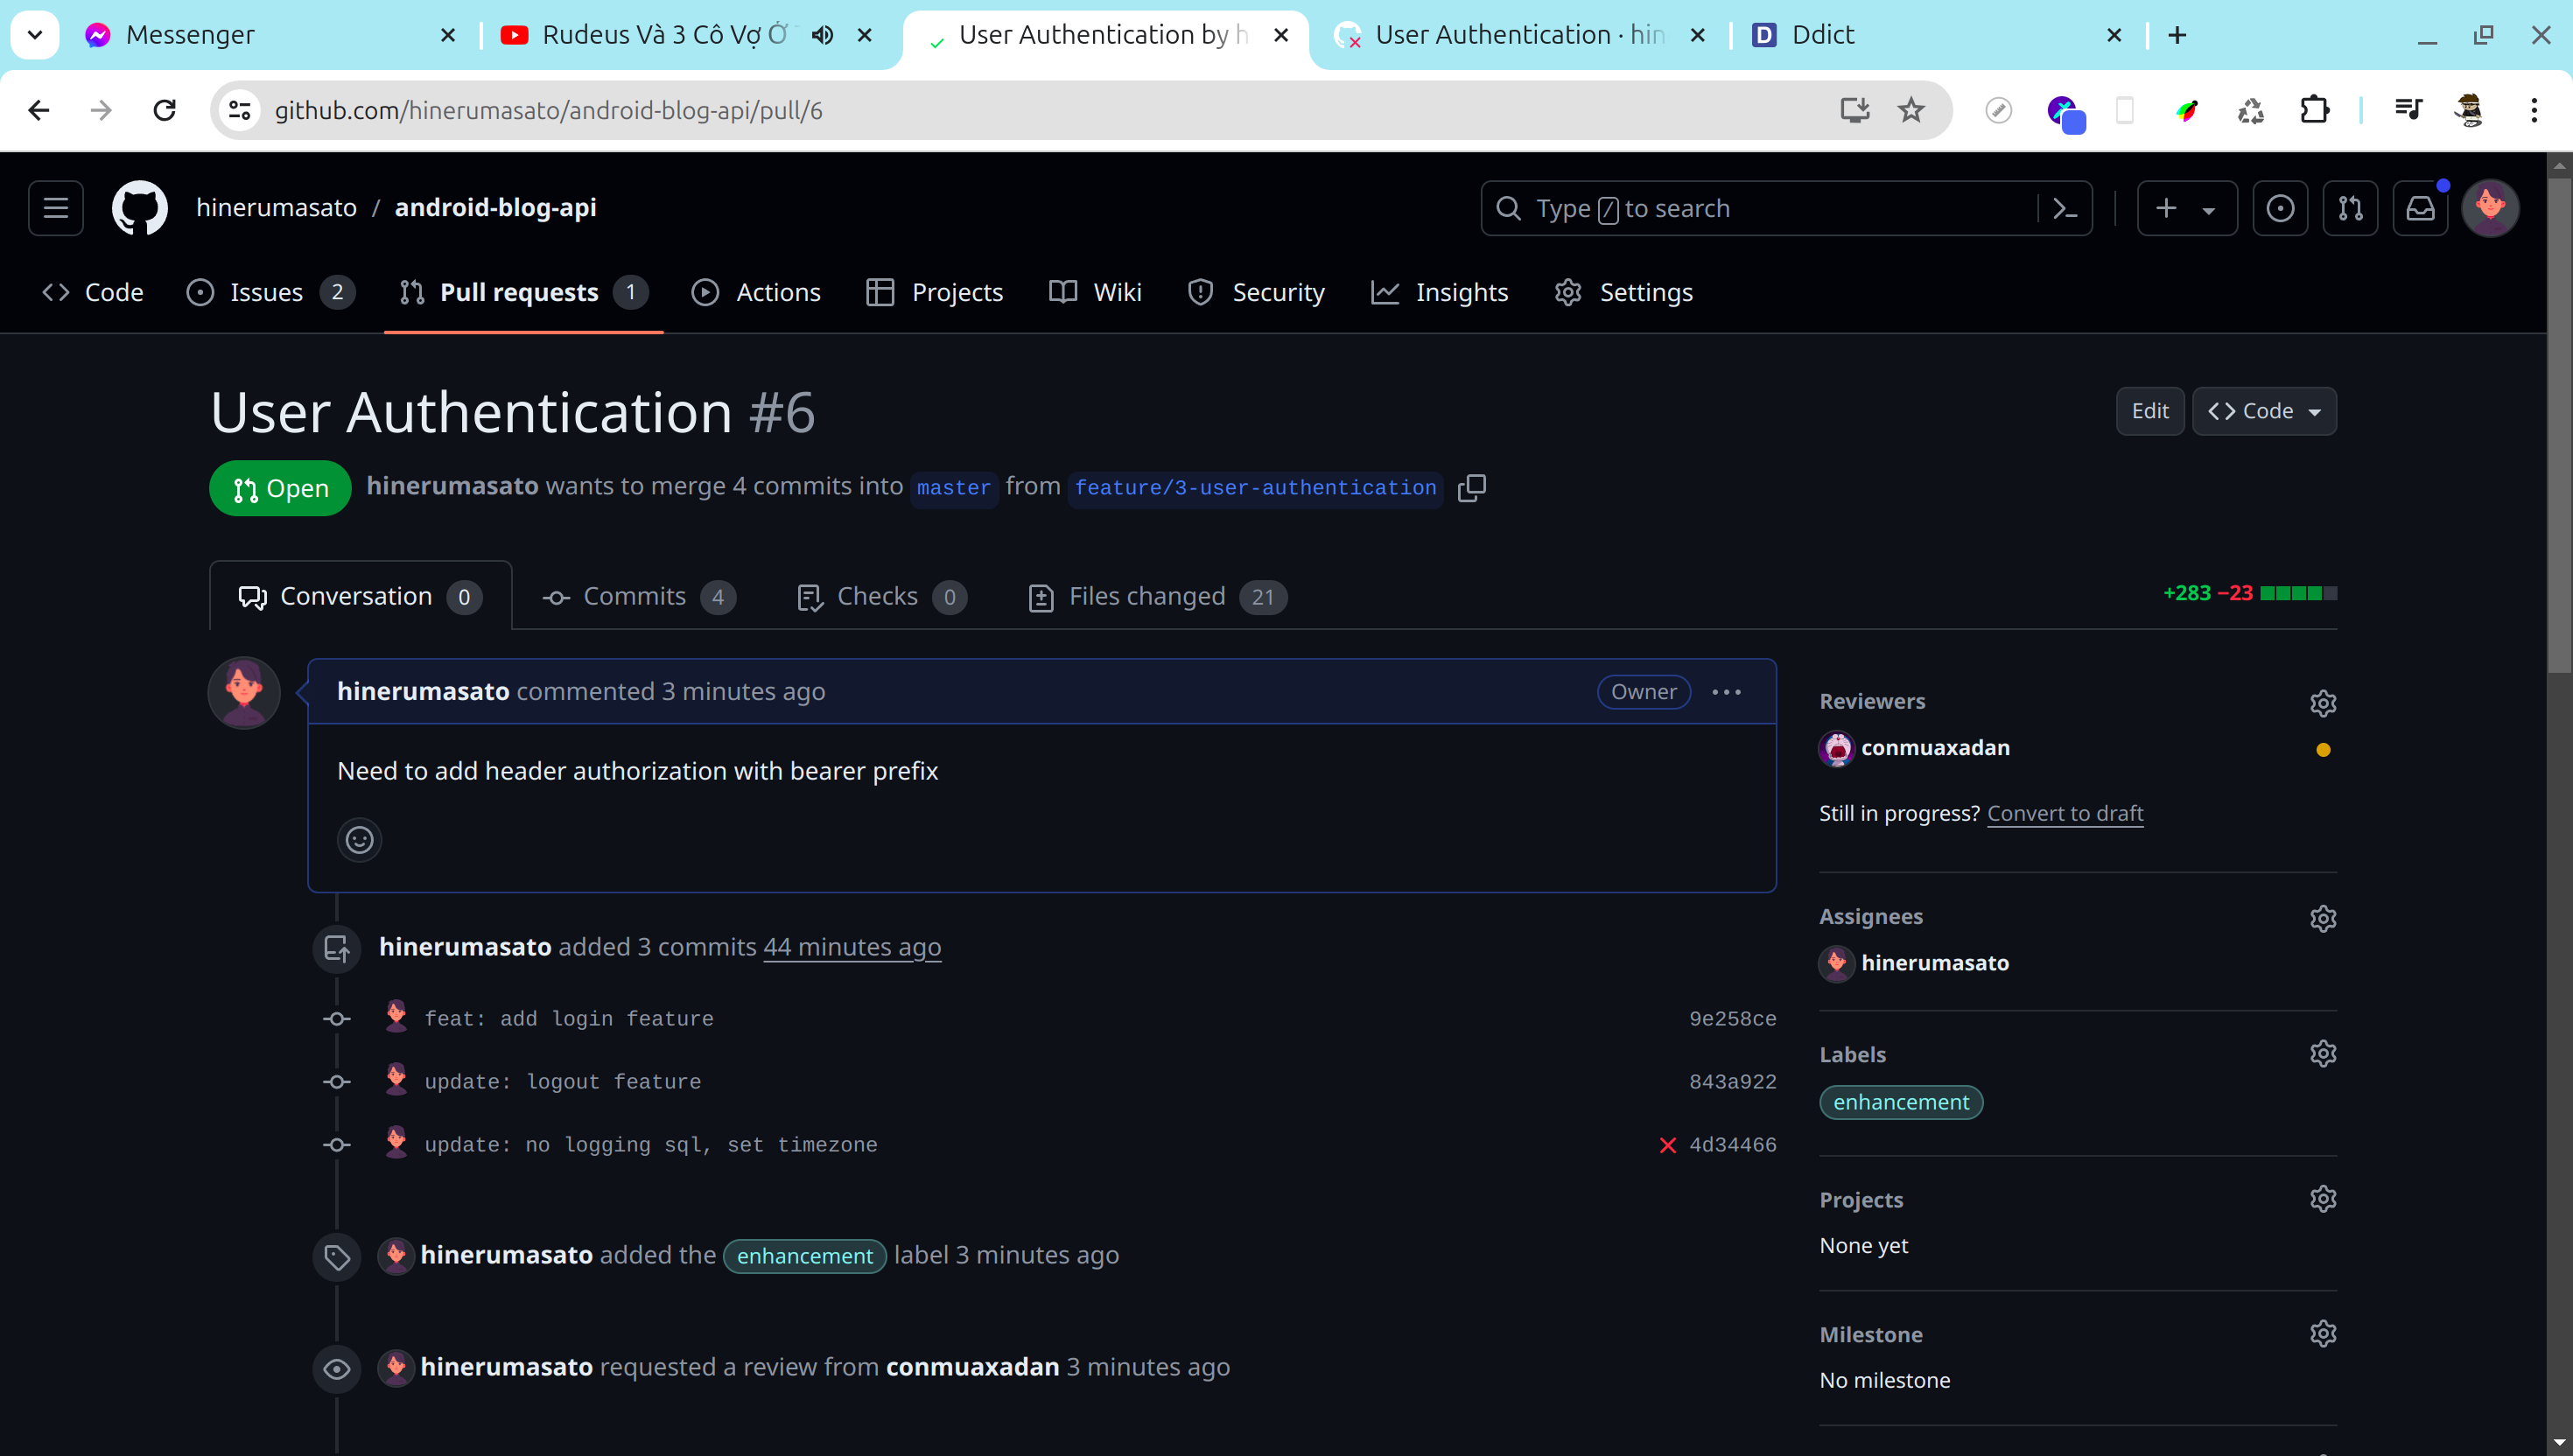 Messenger
Rudeus Và 3 Cô Vợ Ở
User Authentication by h
User Authentication · hin
Ddict
github.com/hinerumasato/android-blog-api/pull/6
hinerumasato / android-blog-api
Type / to search
Code
Issues 2
Pull requests 1
Actions
Projects
Wiki
Security
Insights
Settings
User Authentication #6
Edit
Code
Open
hinerumasato wants to merge 4 commits into master from feature/3-user-authentication
Conversation 0
Commits 4
Checks 0
Files changed 21
+283 −23
hinerumasato commented 3 minutes ago
Owner
Need to add header authorization with bearer prefix
hinerumasato added 3 commits 44 minutes ago
feat: add login feature 9e258ce
update: logout feature 843a922
update: no logging sql, set timezone 4d34466
hinerumasato added the enhancement label 3 minutes ago
hinerumasato requested a review from conmuaxadan 3 minutes ago
Reviewers
conmuaxadan
Still in progress? Convert to draft
Assignees
hinerumasato
Labels
enhancement
Projects
None yet
Milestone
No milestone